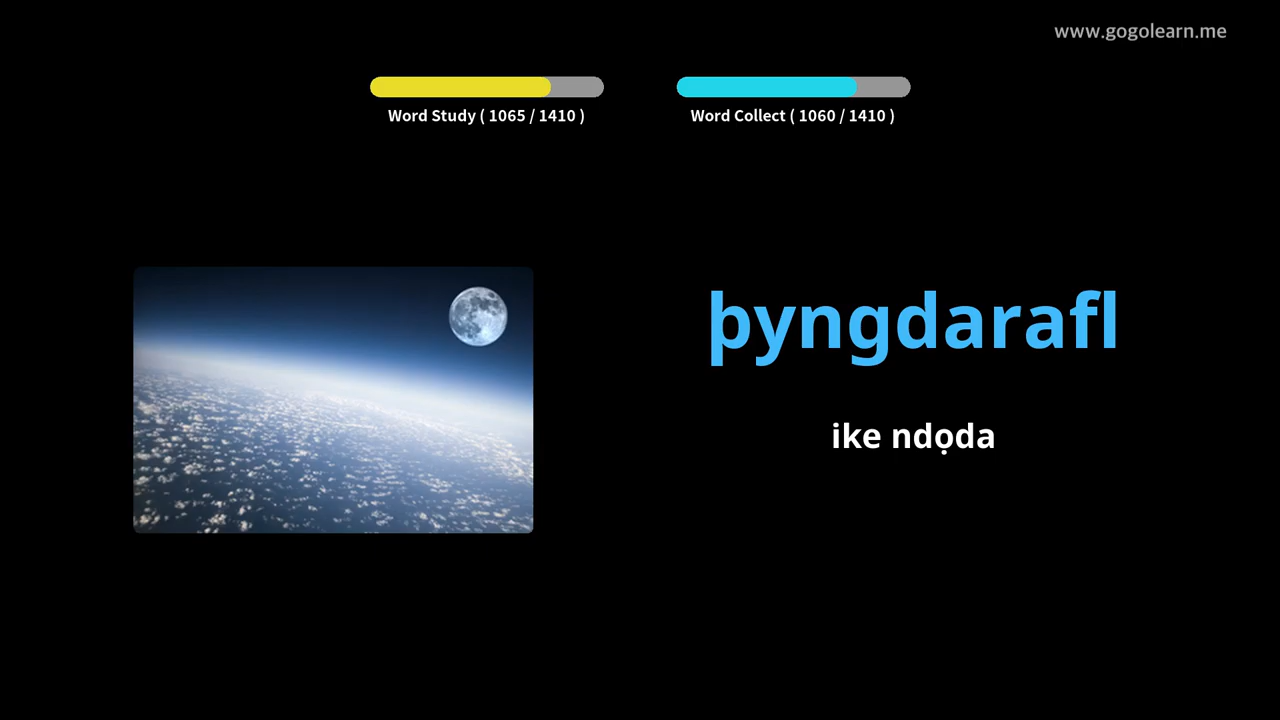 www.gogolearn.me
Word Study ( 1065 / 1410 )
Word Collect ( 1060 / 1410 )
þyngdarafl
ike ndọda